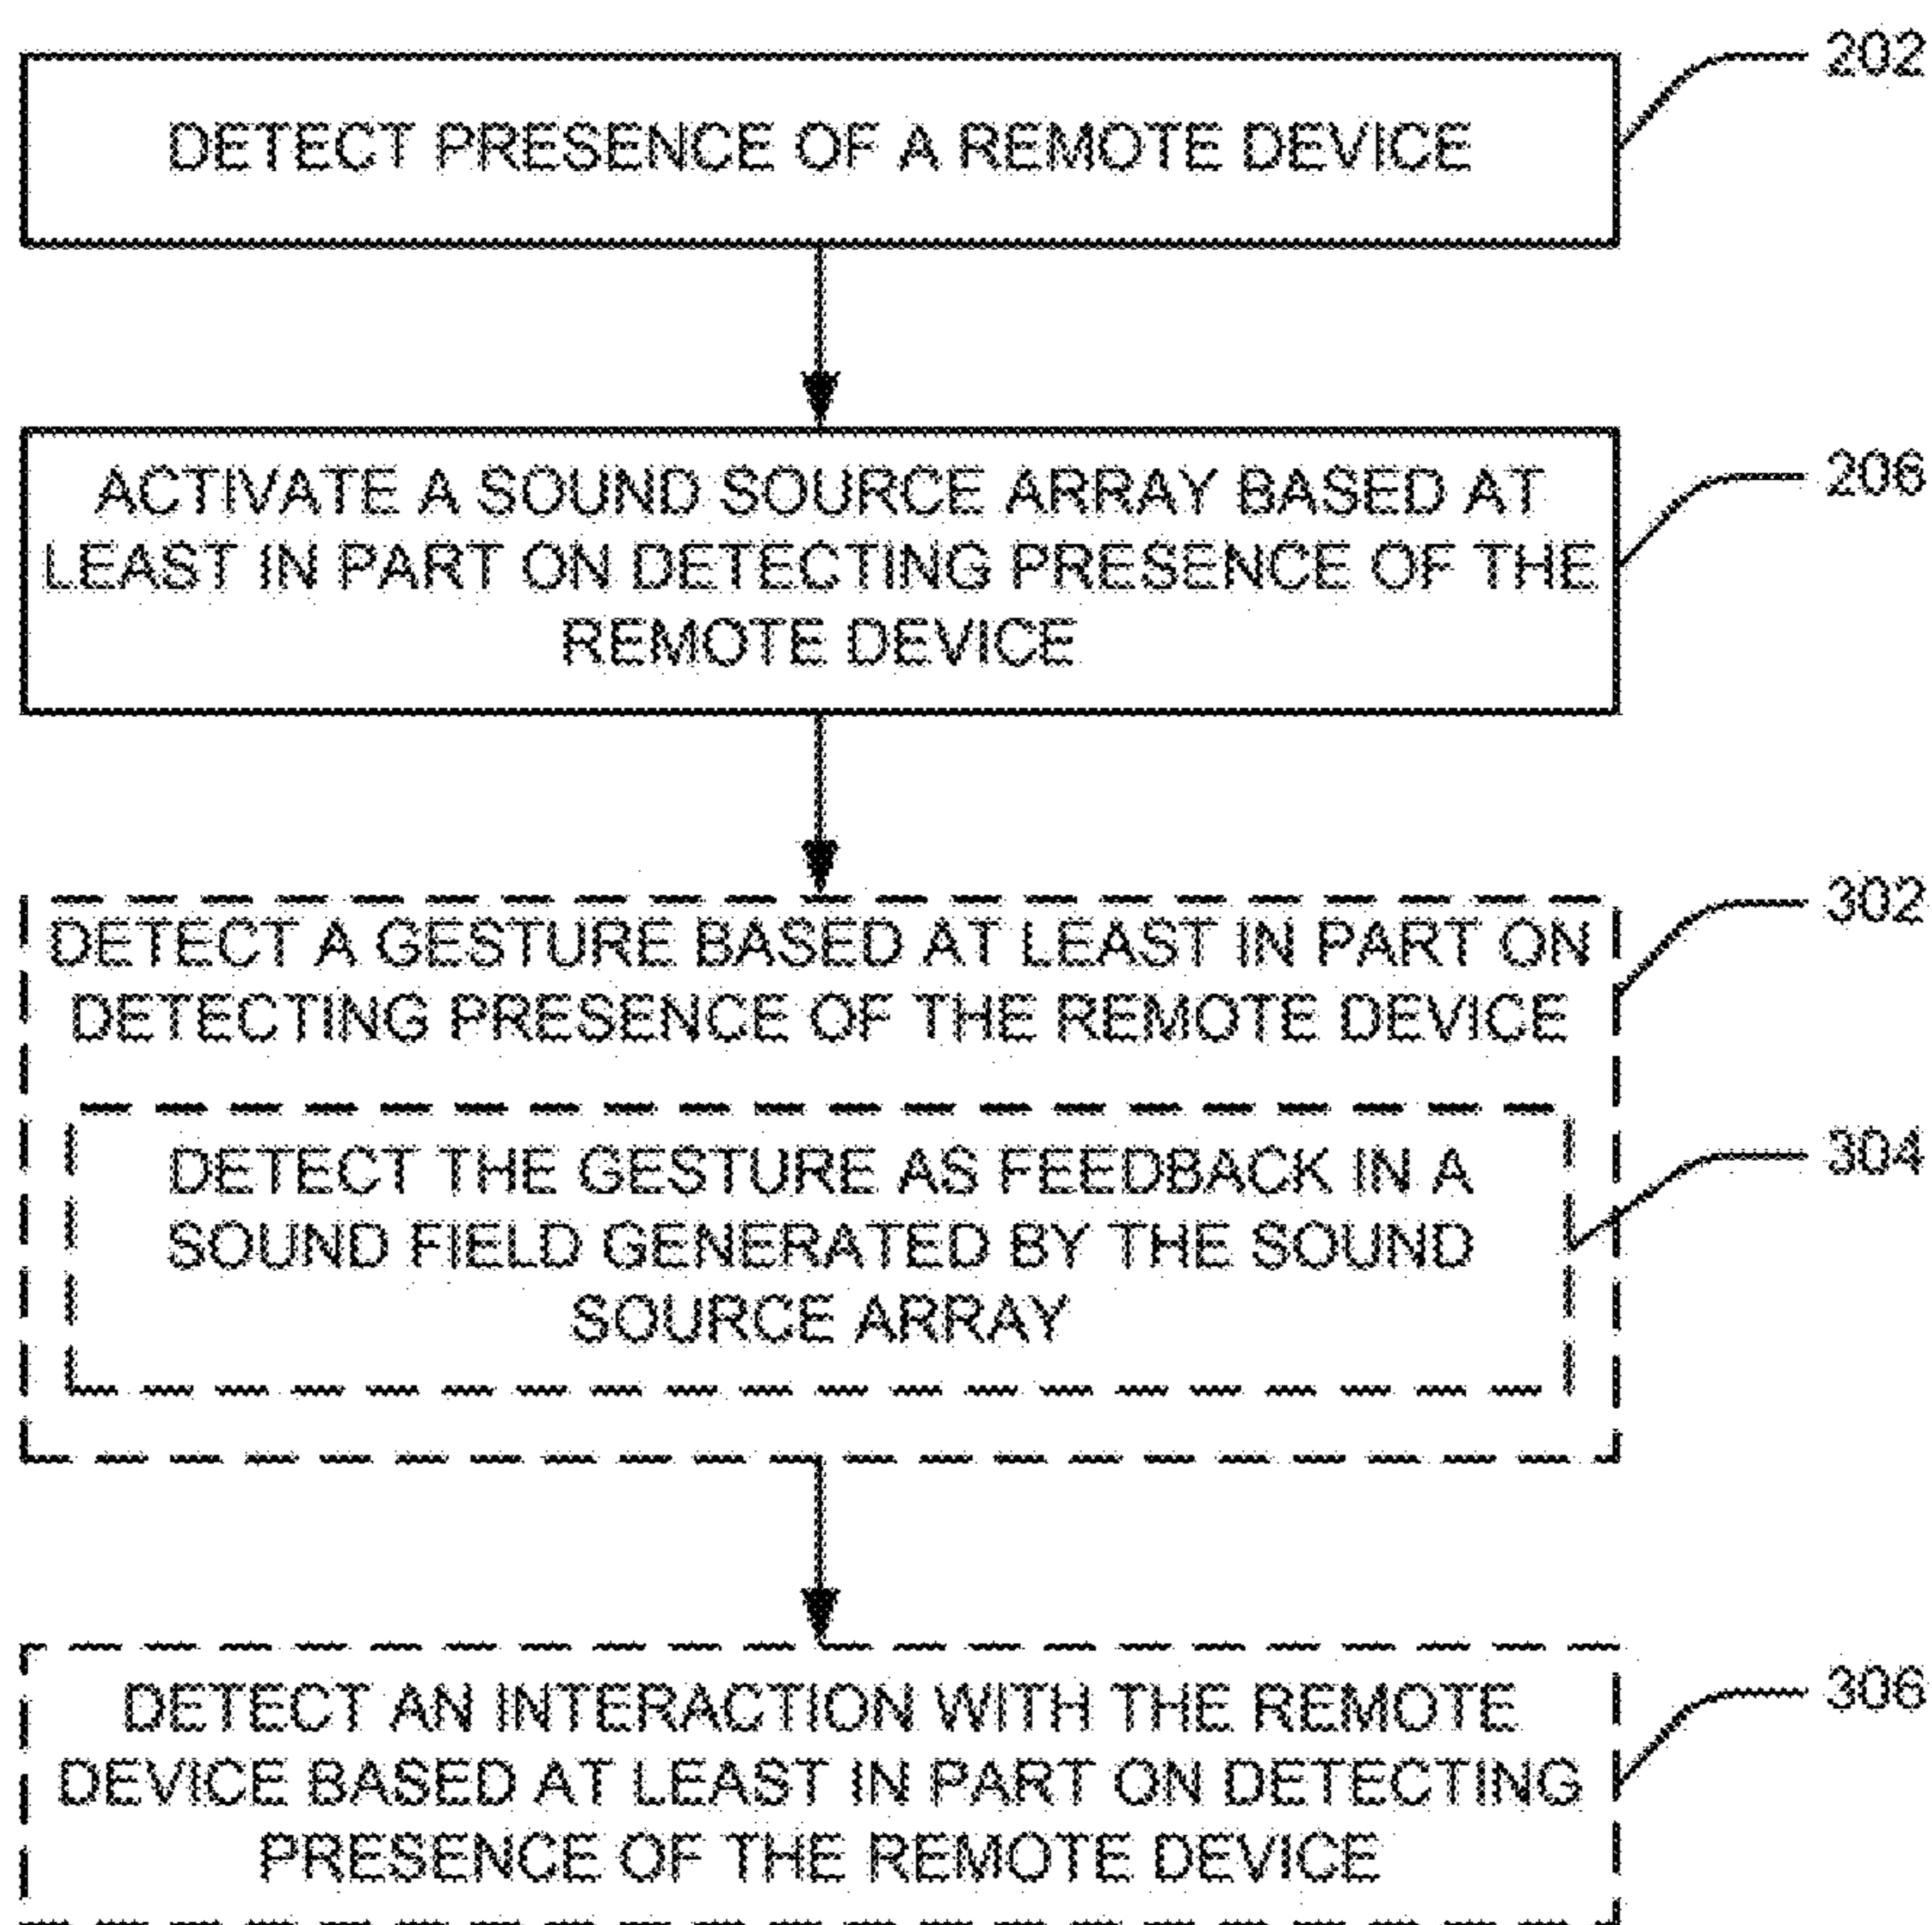 202
DETECT PRESENCE OF A REMOTE DEVICE
206
ACTIVATE A SOUND SOURCE ARRAY BASED AT
LEAST IN PART ON DETECTING PRESENCE OF THE
REMOTE DEVICE
302
DETECT A GESTURE BASED AT LEAST IN PART ON
DETECTING PRESENCE OF THE REMOTE DEVICE
304
DETECT THE GESTURE AS FEEDBACK IN A
SOUND FIELD GENERATED BY THE SOUND
SOURCE ARRAY
306
DETECT AN INTERACTION WITH THE REMOTE
DEVICE BASED AT LEAST IN PART ON DETECTING
PRESENCE OF THE REMOTE DEVICE